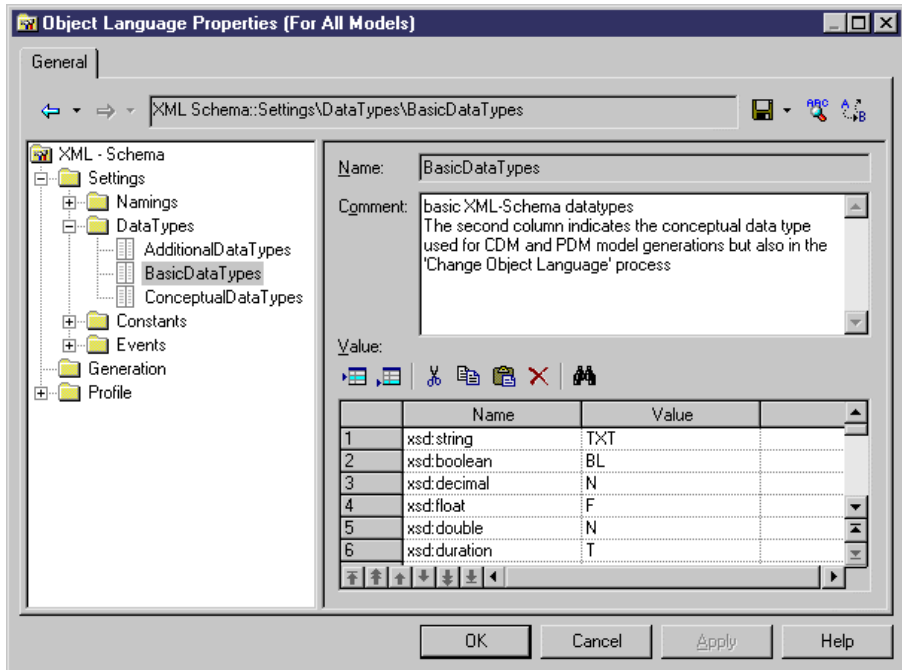 Object Language Properties (For All Models)
General
XML Schema::Settings\DataTypes\BasicDataTypes
XML - Schema
Settings
Namings
DataTypes
AdditionalDataTypes
BasicDataTypes
ConceptualDataTypes
Constants
Events
Generation
Profile
Name: BasicDataTypes
Comment: basic XML-Schema datatypes
The second column indicates the conceptual data type
used for CDM and PDM model generations but also in the
'Change Object Language' process
Value:
Name Value
1 xsd:string TXT
2 xsd:boolean BL
3 xsd:decimal N
4 xsd:float F
5 xsd:double N
6 xsd:duration T
OK Cancel Apply Help